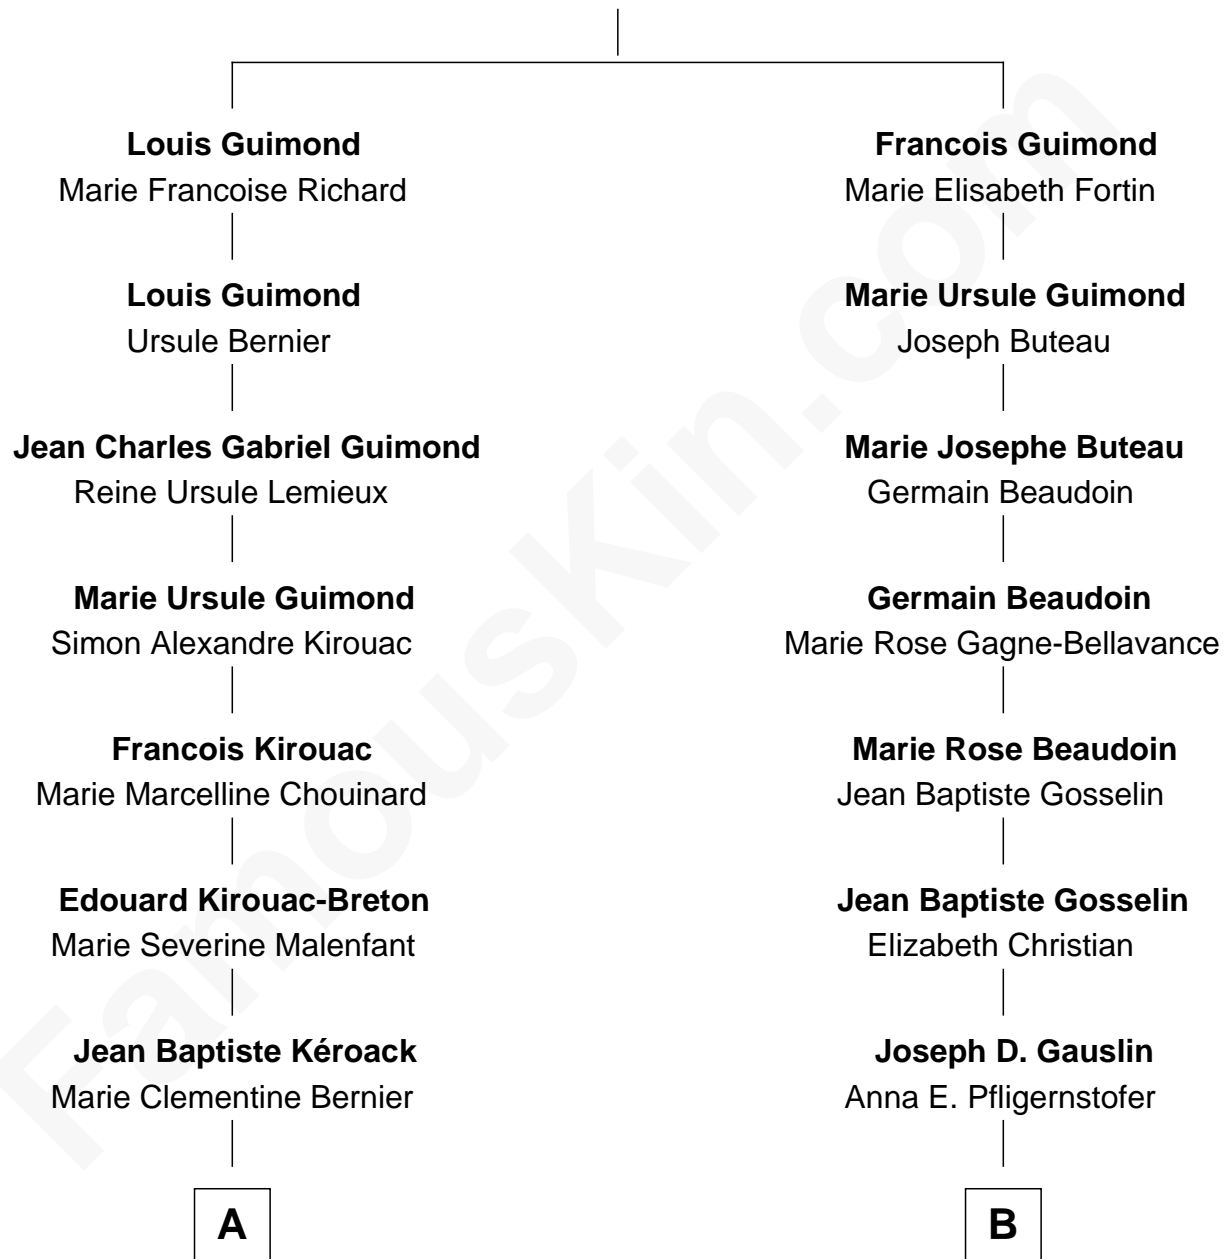 Louis Guimond
Marie Francoise Richard
Louis Guimond
Ursule Bernier
Jean Charles Gabriel Guimond
Reine Ursule Lemieux
Marie Ursule Guimond
Simon Alexandre Kirouac
Francois Kirouac
Marie Marcelline Chouinard
Edouard Kirouac-Breton
Marie Severine Malenfant
Jean Baptiste Kéroack
Marie Clementine Bernier
A
Francois Guimond
Marie Elisabeth Fortin
Marie Ursule Guimond
Joseph Buteau
Marie Josephe Buteau
Germain Beaudoin
Germain Beaudoin
Marie Rose Gagne-Bellavance
Marie Rose Beaudoin
Jean Baptiste Gosselin
Jean Baptiste Gosselin
Elizabeth Christian
Joseph D. Gauslin
Anna E. Pfligernstofer
B
FamousKin.com